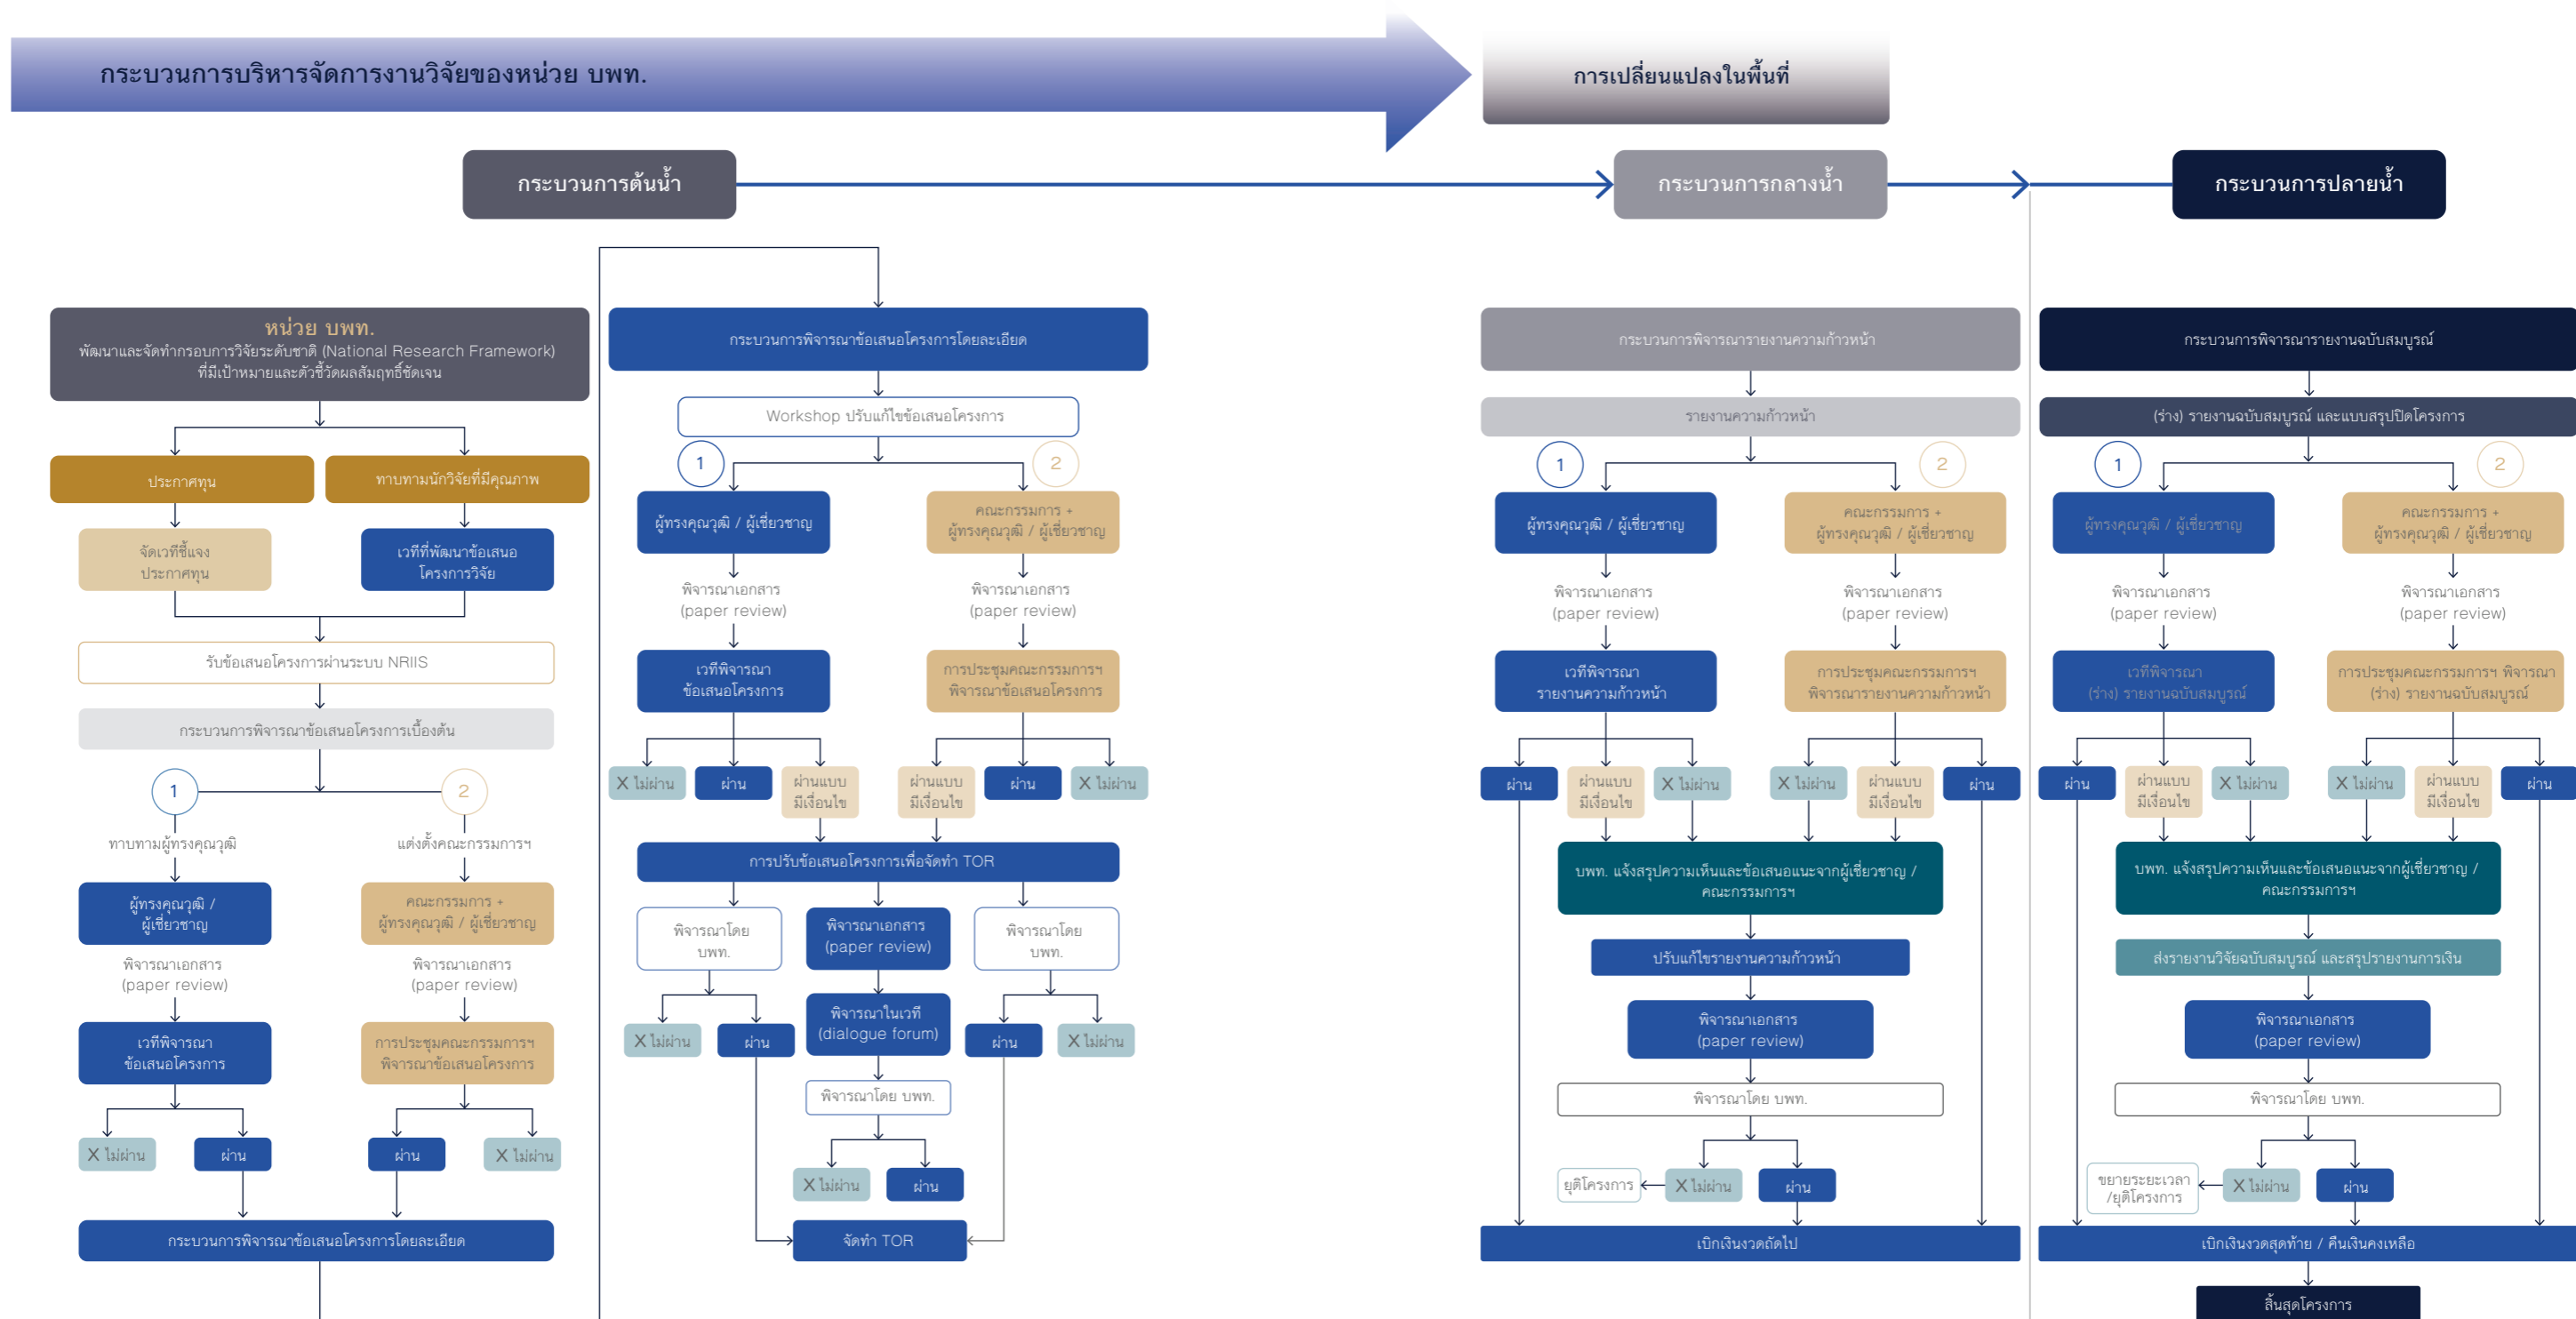 กระบวนการบริหารจัดการงานวิจัยของหน่วย บพท.
การเปลี่ยนแปลงในพื้นที่
กระบวนการต้นน้ำ
กระบวนการกลางน้ำ
กระบวนการปลายน้ำ
หน่วย บพท.
พัฒนาและจัดทำกรอบการวิจัยระดับชาติ (National Research Framework)
ที่มีเป้าหมายและตัวชี้วัดผลสัมฤทธิ์ชัดเจน
ประกาศทุน
ทาบทามนักวิจัยที่มีคุณภาพ
จัดเวทีชี้แจง
ประกาศทุน
เวทีที่พัฒนาข้อเสนอ
โครงการวิจัย
รับข้อเสนอโครงการผ่านระบบ NRIIS
กระบวนการพิจารณาข้อเสนอโครงการเบื้องต้น
1
2
ทาบทามผู้ทรงคุณวุฒิ
แต่งตั้งคณะกรรมการฯ
ผู้ทรงคุณวุฒิ /
ผู้เชี่ยวชาญ
คณะกรรมการ +
ผู้ทรงคุณวุฒิ / ผู้เชี่ยวชาญ
พิจารณาเอกสาร
(paper review)
พิจารณาเอกสาร
(paper review)
เวทีพิจารณา
ข้อเสนอโครงการ
การประชุมคณะกรรมการฯ
พิจารณาข้อเสนอโครงการ
X ไม่ผ่าน
ผ่าน
ผ่าน
X ไม่ผ่าน
กระบวนการพิจารณาข้อเสนอโครงการโดยละเอียด
กระบวนการพิจารณาข้อเสนอโครงการโดยละเอียด
Workshop ปรับแก้ไขข้อเสนอโครงการ
1
2
ผู้ทรงคุณวุฒิ / ผู้เชี่ยวชาญ
คณะกรรมการ +
ผู้ทรงคุณวุฒิ / ผู้เชี่ยวชาญ
พิจารณาเอกสาร
(paper review)
พิจารณาเอกสาร
(paper review)
เวทีพิจารณา
ข้อเสนอโครงการ
การประชุมคณะกรรมการฯ
พิจารณาข้อเสนอโครงการ
X ไม่ผ่าน
ผ่าน
ผ่านแบบ
มีเงื่อนไข
ผ่านแบบ
มีเงื่อนไข
ผ่าน
X ไม่ผ่าน
การปรับข้อเสนอโครงการเพื่อจัดทำ TOR
พิจารณาโดย
บพท.
พิจารณาเอกสาร
(paper review)
พิจารณาโดย
บพท.
X ไม่ผ่าน
ผ่าน
พิจารณาในเวที
(dialogue forum)
ผ่าน
X ไม่ผ่าน
พิจารณาโดย บพท.
X ไม่ผ่าน
ผ่าน
จัดทำ TOR
กระบวนการพิจารณารายงานความก้าวหน้า
รายงานความก้าวหน้า
1
2
ผู้ทรงคุณวุฒิ / ผู้เชี่ยวชาญ
คณะกรรมการ +
ผู้ทรงคุณวุฒิ / ผู้เชี่ยวชาญ
พิจารณาเอกสาร
(paper review)
พิจารณาเอกสาร
(paper review)
เวทีพิจารณา
รายงานความก้าวหน้า
การประชุมคณะกรรมการฯ
พิจารณารายงานความก้าวหน้า
ผ่าน
ผ่านแบบ
มีเงื่อนไข
X ไม่ผ่าน
X ไม่ผ่าน
ผ่านแบบ
มีเงื่อนไข
ผ่าน
บพท. แจ้งสรุปความเห็นและข้อเสนอแนะจากผู้เชี่ยวชาญ /
คณะกรรมการฯ
ปรับแก้ไขรายงานความก้าวหน้า
พิจารณาเอกสาร
(paper review)
พิจารณาโดย บพท.
ยุติโครงการ
X ไม่ผ่าน
ผ่าน
เบิกเงินงวดถัดไป
กระบวนการพิจารณารายงานฉบับสมบูรณ์
(ร่าง) รายงานฉบับสมบูรณ์ และแบบสรุปปิดโครงการ
1
2
ผู้ทรงคุณวุฒิ / ผู้เชี่ยวชาญ
คณะกรรมการ +
ผู้ทรงคุณวุฒิ / ผู้เชี่ยวชาญ
พิจารณาเอกสาร
(paper review)
พิจารณาเอกสาร
(paper review)
เวทีพิจารณา
(ร่าง) รายงานฉบับสมบูรณ์
การประชุมคณะกรรมการฯ พิจารณา
(ร่าง) รายงานฉบับสมบูรณ์
ผ่าน
ผ่านแบบ
มีเงื่อนไข
X ไม่ผ่าน
X ไม่ผ่าน
ผ่านแบบ
มีเงื่อนไข
ผ่าน
บพท. แจ้งสรุปความเห็นและข้อเสนอแนะจากผู้เชี่ยวชาญ /
คณะกรรมการฯ
ส่งรายงานวิจัยฉบับสมบูรณ์ และสรุปรายงานการเงิน
พิจารณาเอกสาร
(paper review)
พิจารณาโดย บพท.
ขยายระยะเวลา
/ยุติโครงการ
X ไม่ผ่าน
ผ่าน
เบิกเงินงวดสุดท้าย / คืนเงินคงเหลือ
สิ้นสุดโครงการ